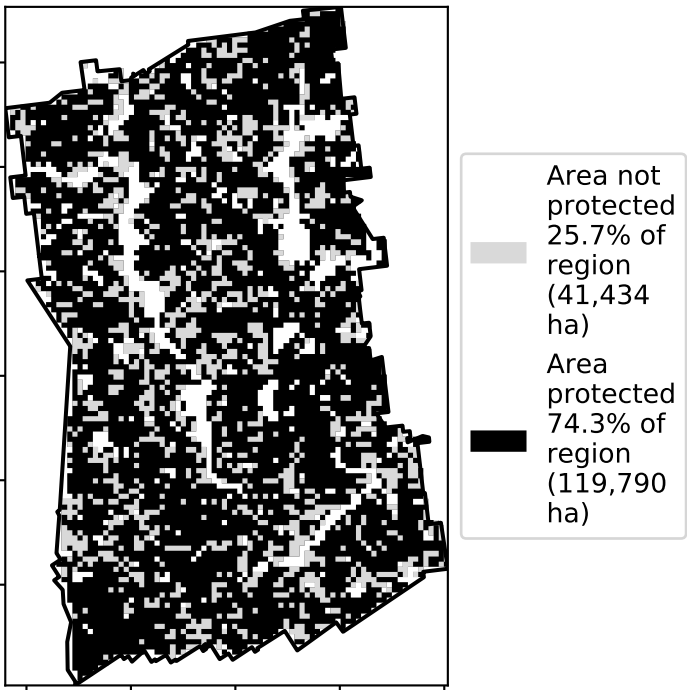 Area not
protected
25.7% of
region
(41,434
ha)
Area
protected
74.3% of
region
(119,790
ha)